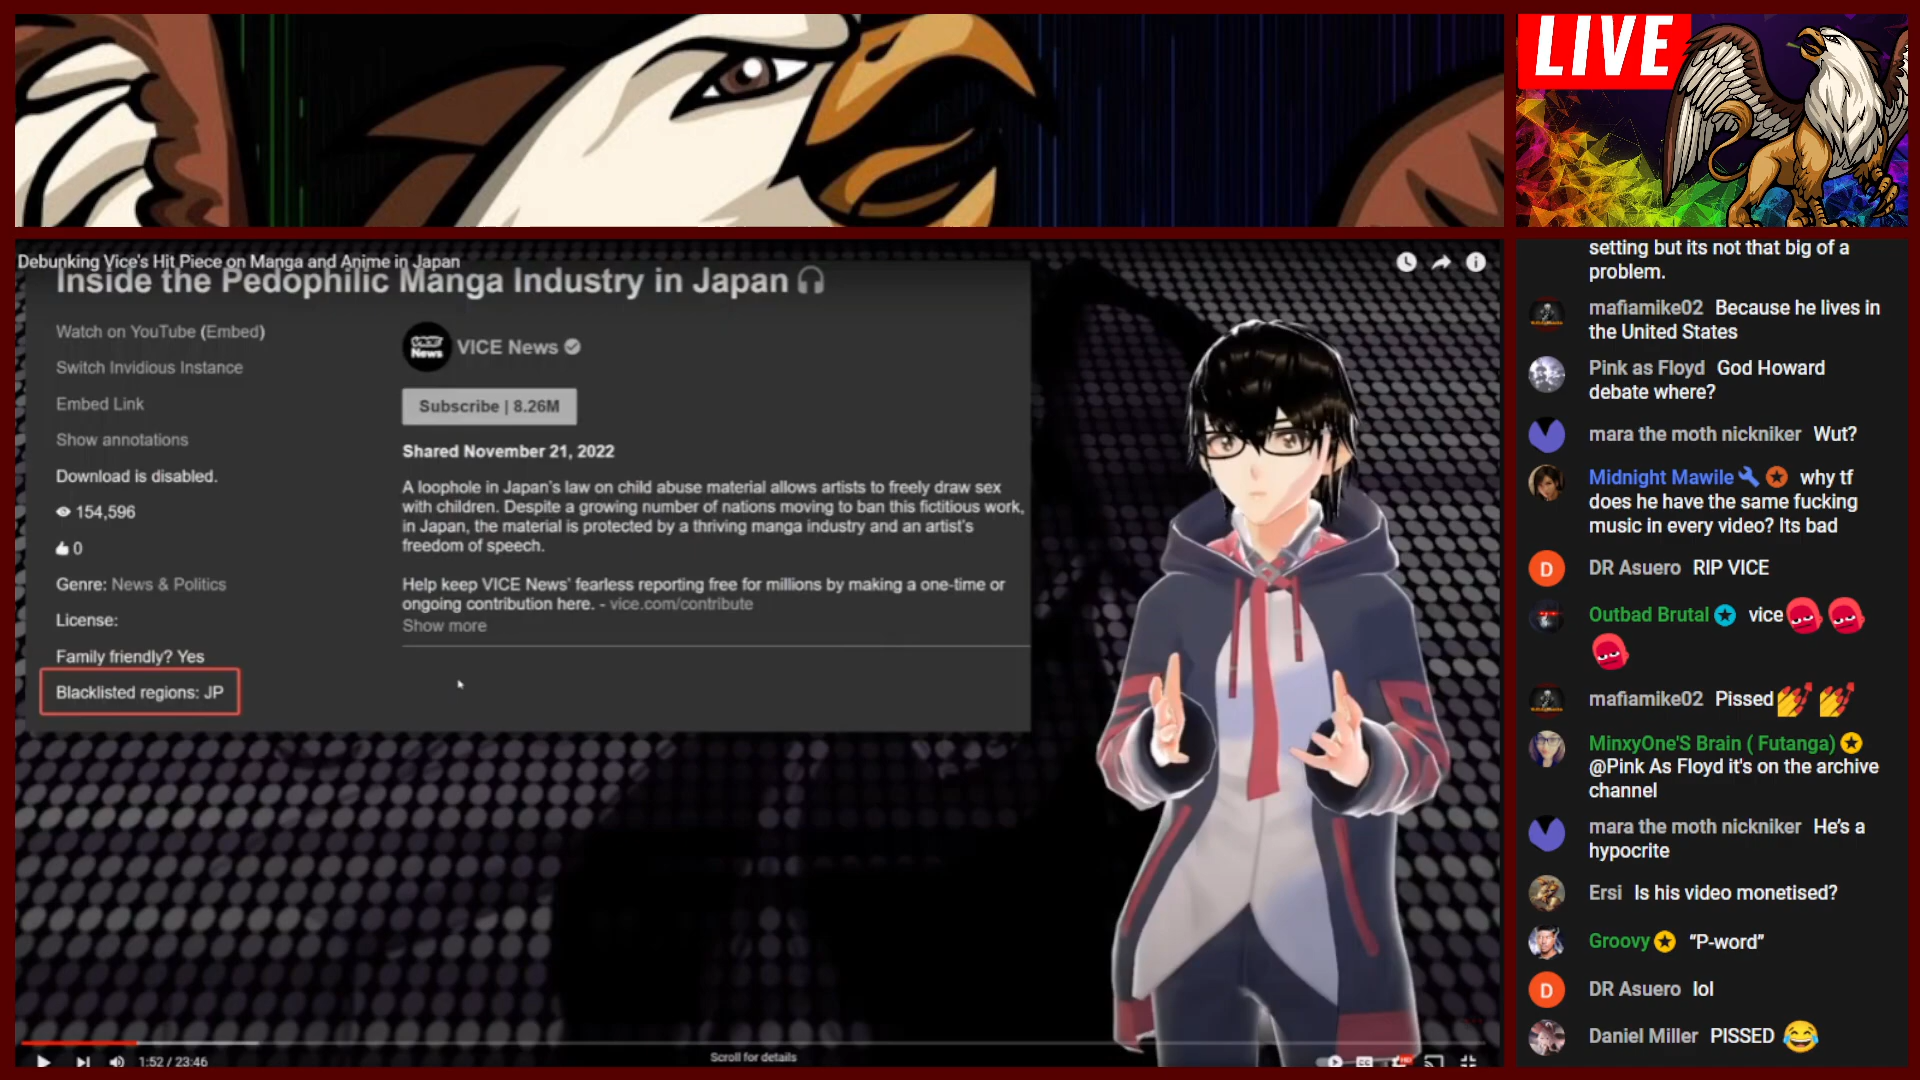 LIVE
Debunking Vice's Hit Piece on Manga and Anime in Japan
Inside the Pedophilic Manga Industry in Japan
Watch on YouTube (Embed)
Switch Invidious Instance
Embed Link
Show annotations
Download is disabled.
154,596
0
Genre: News & Politics
License:
Family friendly? Yes
Blacklisted regions: JP
News
VICE News
Subscribe | 8.26M
Shared November 21, 2022
A loophole in Japan's law on child abuse material allows artists to freely draw sex
with children. Despite a growing number of nations moving to ban this fictitious work,
in Japan, the material is protected by a thriving manga industry and an artist's
freedom of speech.
Help keep VICE News' fearless reporting free for millions by making a one-time or
ongoing contribution here. - vice.com/contribute
Show more
1:52 / 23:46
Scroll for details
CC
HD
setting but its not that big of a
problem.
mafiamike02 Because he lives in
the United States
Pink as Floyd God Howard
debate where?
mara the moth nickniker Wut?
Midnight Mawile why tf
does he have the same fucking
music in every video? Its bad
D
DR Asuero RIP VICE
Outbad Brutal vice
mafiamike02 Pissed
MinxyOne'S Brain ( Futanga)
@Pink As Floyd it's on the archive
channel
mara the moth nickniker He's a
hypocrite
Ersi Is his video monetised?
Groovy “P-word”
D
DR Asuero lol
Daniel Miller PISSED